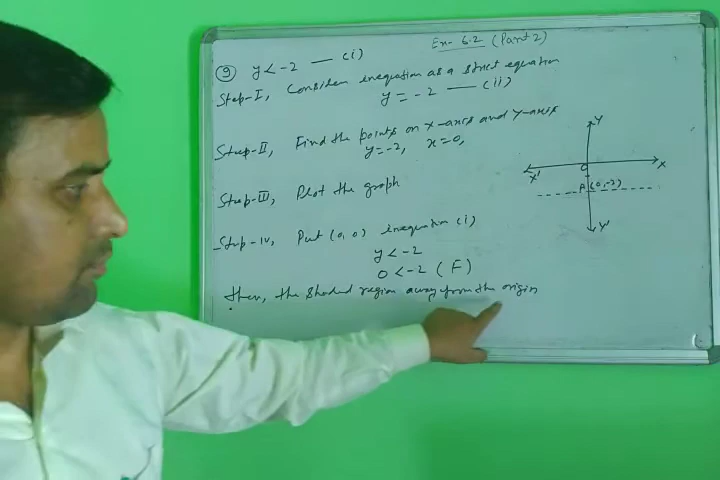 Ex- 6.2 (Part 2)
⑨ y < -2 — (i)
Step-I, Consider inequation as a strict equation
y = -2 — (ii)
Step-II, Find the points on x-axis and y-axis
y=-2, x=0,
Step-III, Plot the graph
Step-IV, Put (0,0) inequation (i)
y < -2
0 < -2 (F)
then, the Shaded region away from the origin
Y
O
X'
X
A (0,-2)
Y'